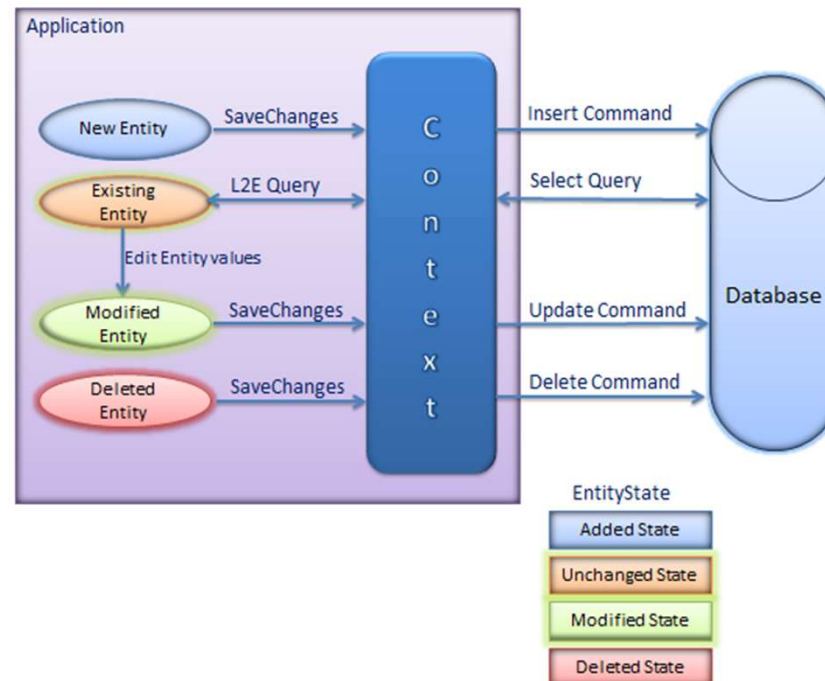 Application
New Entity
SaveChanges
Insert Command
Existing
Entity
L2E Query
Select Query
Edit Entity values
Modified
Entity
SaveChanges
Update Command
Deleted
Entity
SaveChanges
Delete Command
C
o
n
t
e
x
t
Database
EntityState
Added State
Unchanged State
Modified State
Deleted State